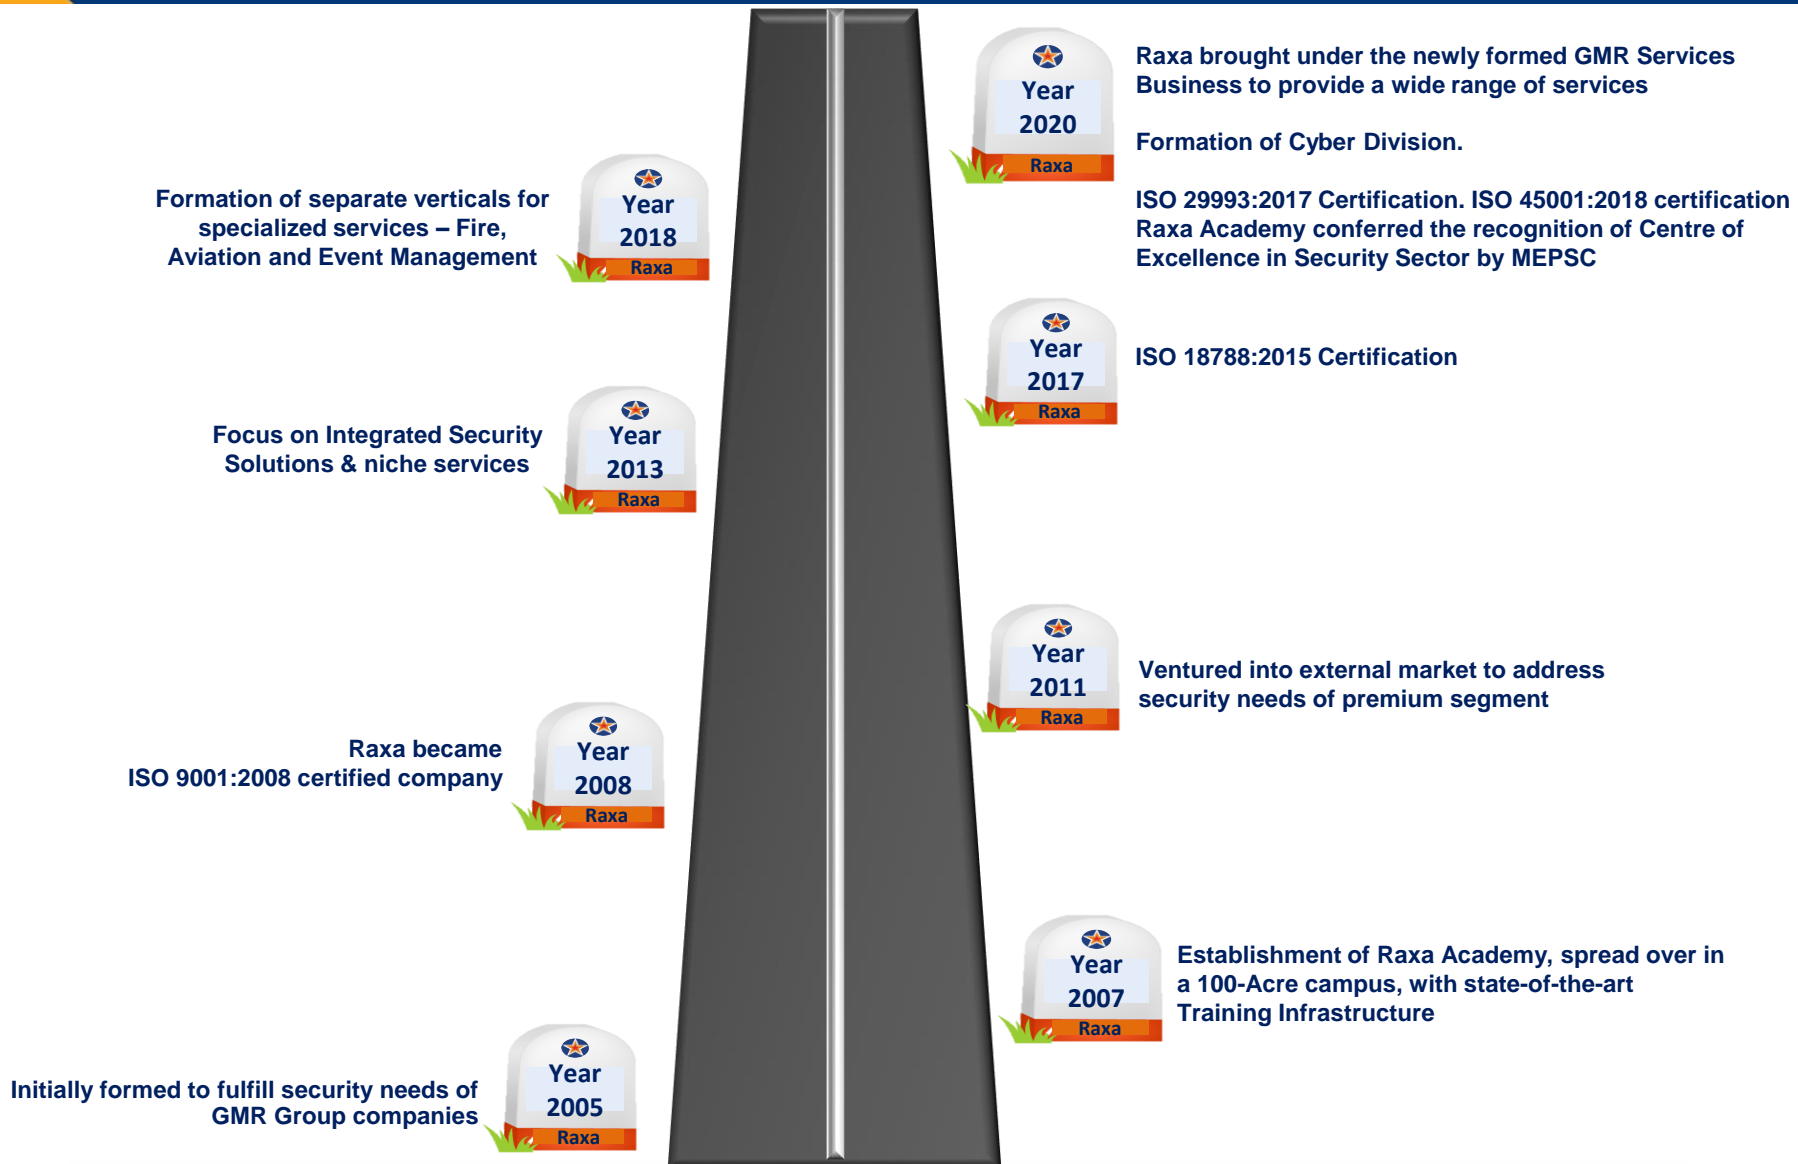 Year
2020
Raxa
Raxa brought under the newly formed GMR Services
Business to provide a wide range of services
Formation of Cyber Division.
ISO 29993:2017 Certification. ISO 45001:2018 certification
Raxa Academy conferred the recognition of Centre of
Excellence in Security Sector by MEPSC
Formation of separate verticals for
specialized services – Fire,
Aviation and Event Management
Year
2018
Raxa
Year
2017
Raxa
ISO 18788:2015 Certification
Focus on Integrated Security
Solutions & niche services
Year
2013
Raxa
Year
2011
Raxa
Ventured into external market to address
security needs of premium segment
Raxa became
ISO 9001:2008 certified company
Year
2008
Raxa
Year
2007
Raxa
Establishment of Raxa Academy, spread over in
a 100-Acre campus, with state-of-the-art
Training Infrastructure
Initially formed to fulfill security needs of
GMR Group companies
Year
2005
Raxa